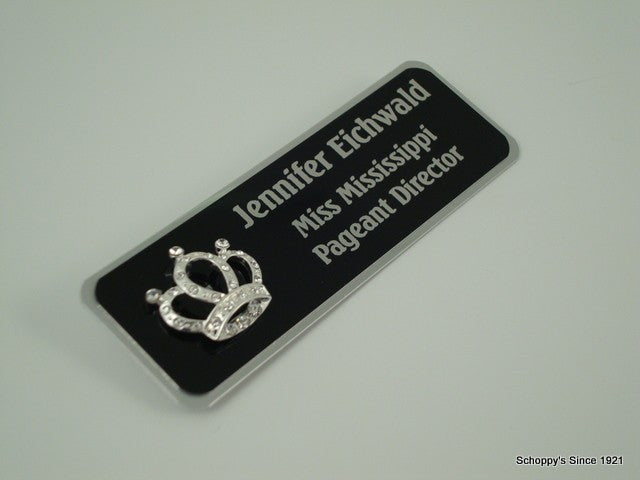 Jennifer Eichwald
Miss Mississippi
Pageant Director
Schoppy's Since 1921